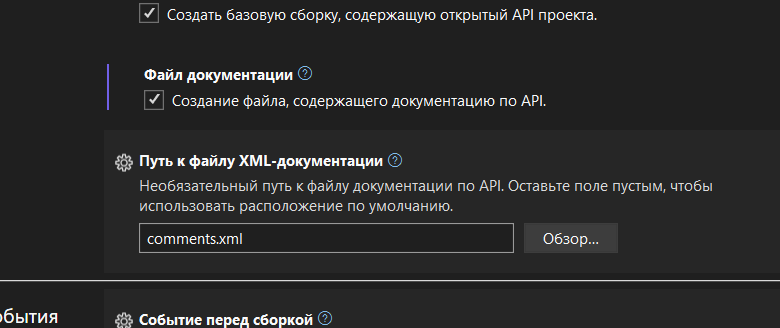 Создать базовую сборку, содержащую открытый API проекта.
Файл документации
Создание файла, содержащего документацию по API.
Путь к файлу XML-документации
Необязательный путь к файлу документации по API. Оставьте поле пустым, чтобы
использовать расположение по умолчанию.
comments.xml
Обзор...
обытия
Событие перед сборкой